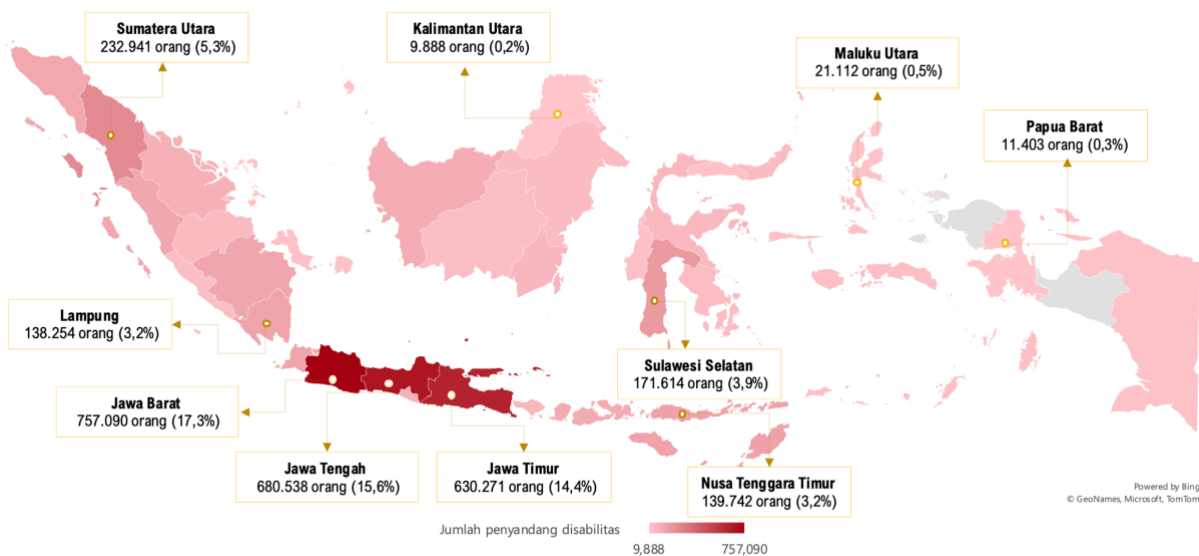 Sumatera Utara
232.941 orang (5,3%)
Kalimantan Utara
9.888 orang (0,2%)
Maluku Utara
21.112 orang (0,5%)
Papua Barat
11.403 orang (0,3%)
Lampung
138.254 orang (3,2%)
Sulawesi Selatan
171.614 orang (3,9%)
Jawa Barat
757.090 orang (17,3%)
Jawa Tengah
680.538 orang (15,6%)
Jawa Timur
630.271 orang (14,4%)
Nusa Tenggara Timur
139.742 orang (3,2%)
Powered by Bing
© GeoNames, Microsoft, TomTom
Jumlah penyandang disabilitas
9,888
757,090